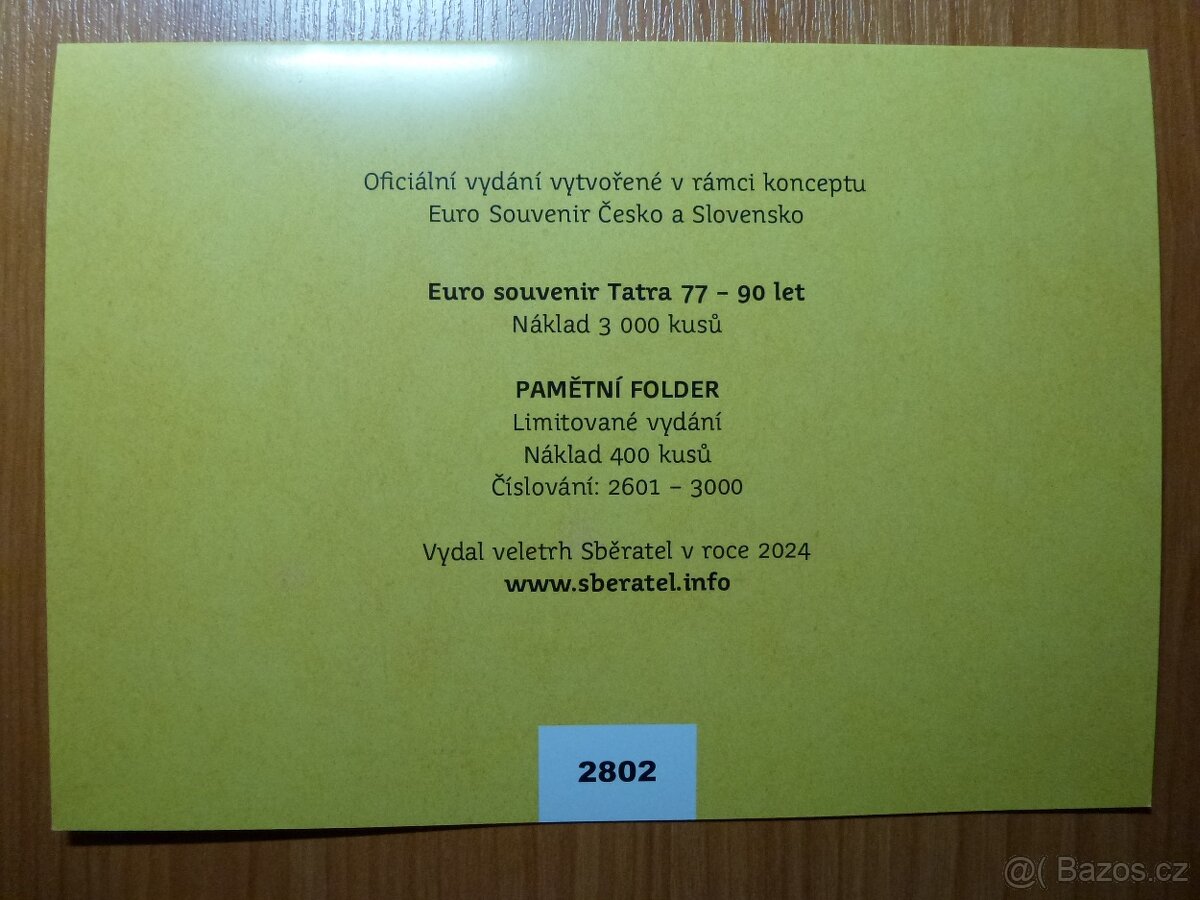 Oficiální vydání vytvořené v rámci konceptu
Euro Souvenir Česko a Slovensko
Euro souvenir Tatra 77 – 90 let
Náklad 3 000 kusů
PAMĚTNÍ FOLDER
Limitované vydání
Náklad 400 kusů
Číslování: 2601 – 3000
Vydal veletrh Sběratel v roce 2024
www.sberatel.info
2802
@( Bazos.cz